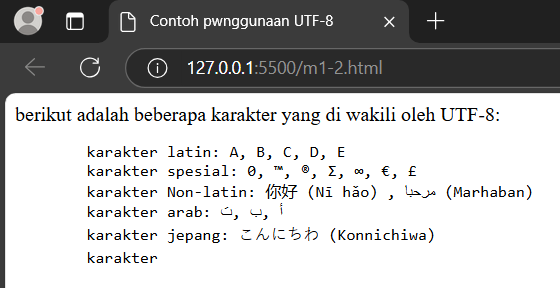 Contoh pwnggunaan UTF-8
127.0.0.1:5500/m1-2.html
berikut adalah beberapa karakter yang di wakili oleh UTF-8:
karakter latin: A, B, C, D, E
karakter spesial: 0, ™, ®, Σ, ∞, €, £
karakter Non-latin: 你好 (Nī hǎo) , مرحبا (Marhaban)
karakter arab: أ, ب, ت
karakter jepang: こんにちわ (Konnichiwa)
karakter